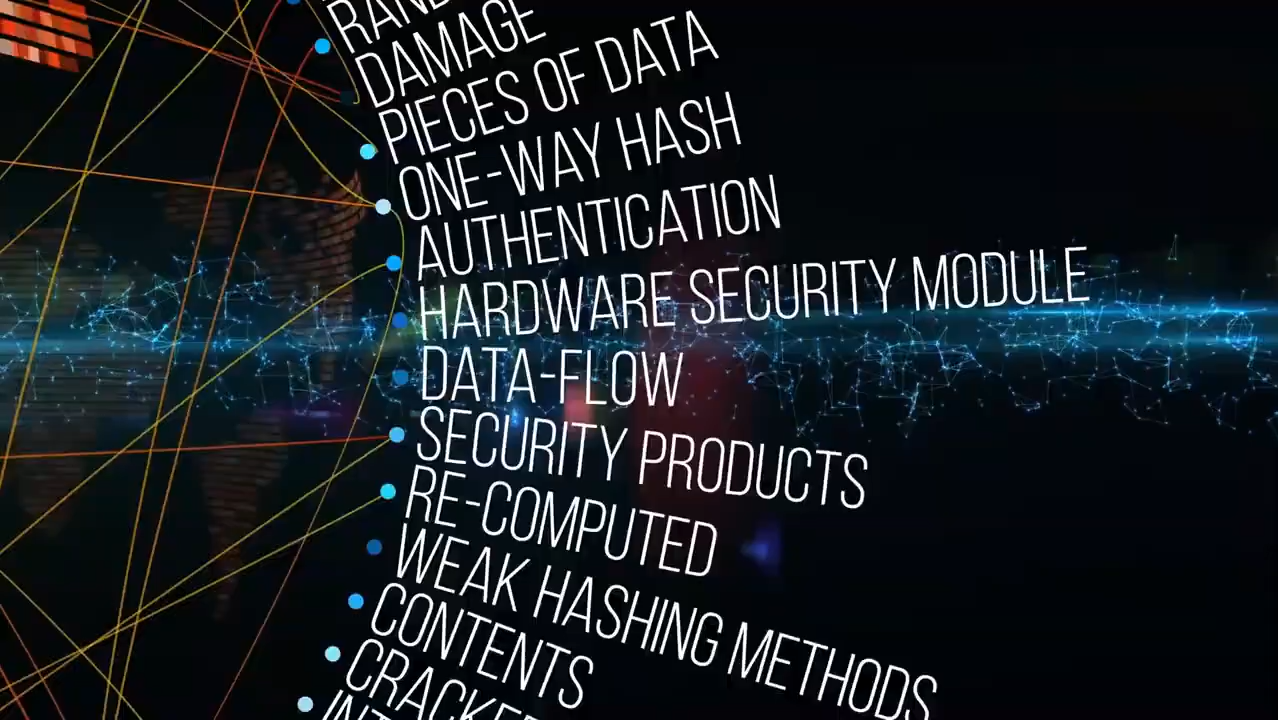 DAMAGE
PIECES OF DATA
ONE-WAY HASH
AUTHENTICATION
HARDWARE SECURITY MODULE
DATA-FLOW
SECURITY PRODUCTS
RE-COMPUTED
WEAK HASHING METHODS
CONTENTS